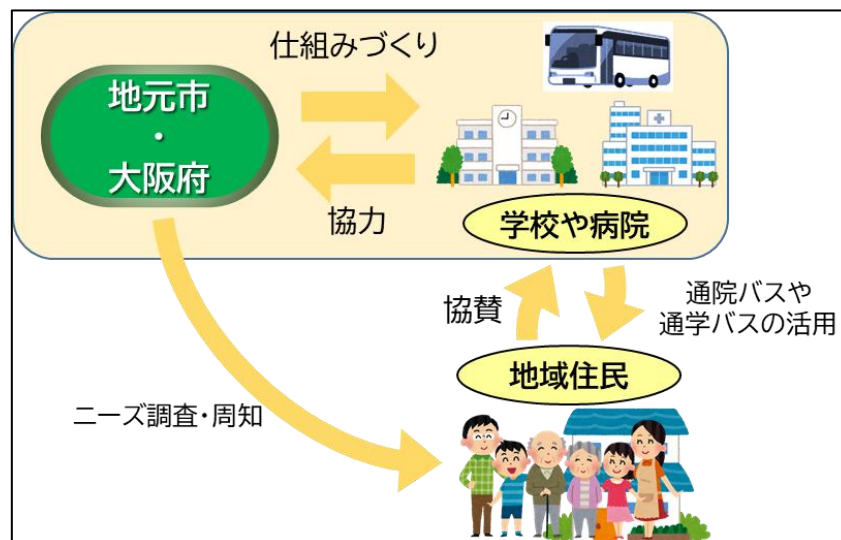 仕組みづくり
地元市
・
大阪府
協力
学校や病院
協賛
通院バスや
通学バスの活用
地域住民
ニーズ調査・周知